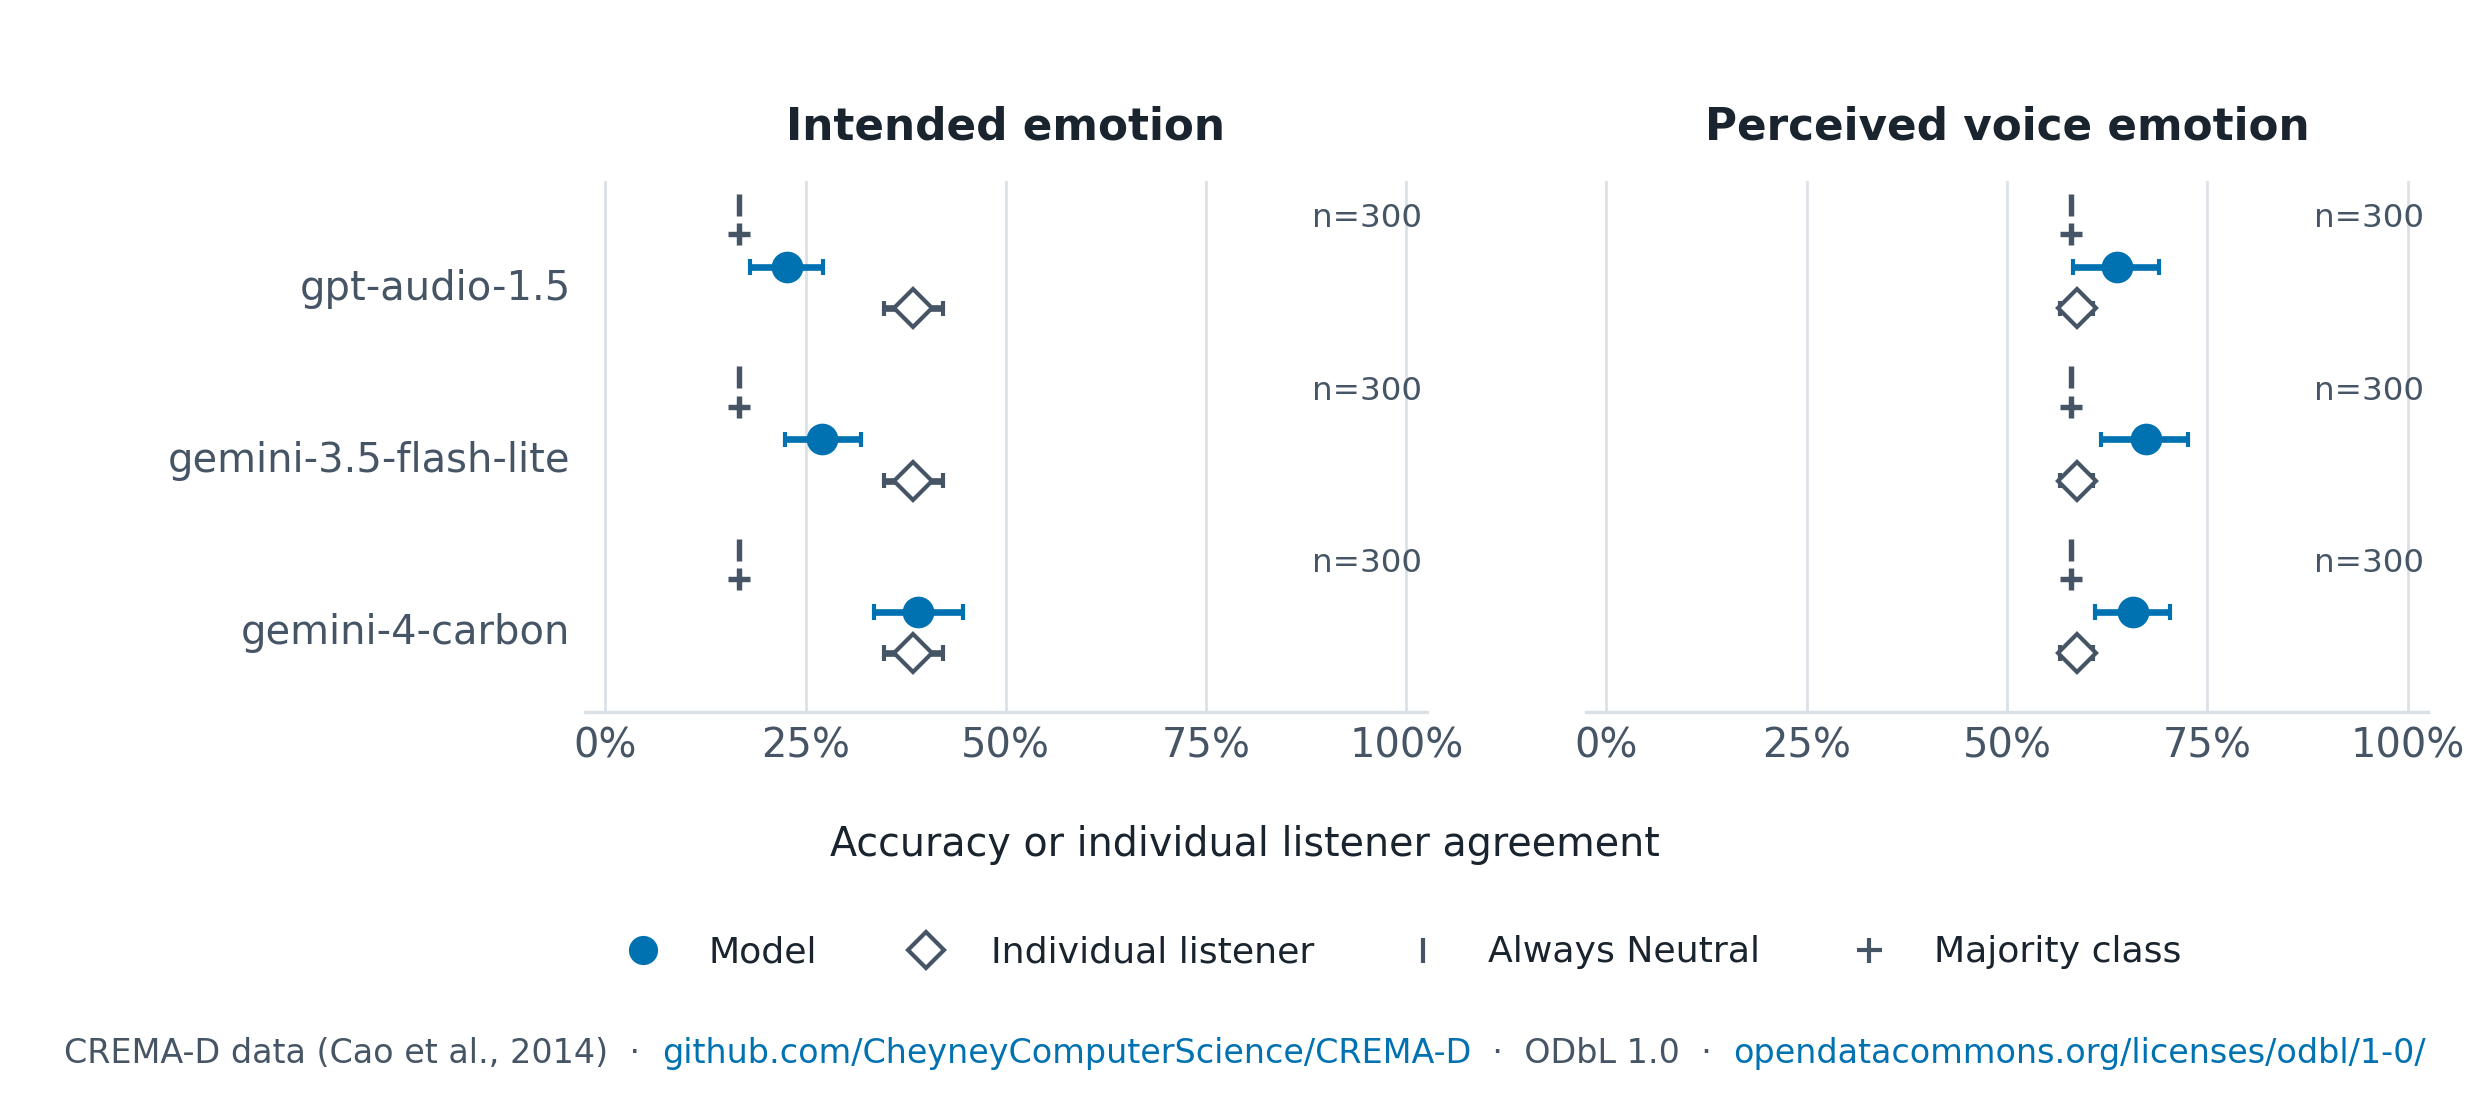 Intended emotion
Perceived voice emotion
n=300
n=300
gpt-audio-1.5
n=300
n=300
gemini-3.5-flash-lite
n=300
n=300
gemini-4-carbon
0% 25% 50% 75% 100%
0% 25% 50% 75% 100%
Accuracy or individual listener agreement
Model Individual listener Always Neutral Majority class
CREMA-D data (Cao et al., 2014) · github.com/CheyneyComputerScience/CREMA-D · ODbL 1.0 · opendatacommons.org/licenses/odbl/1-0/